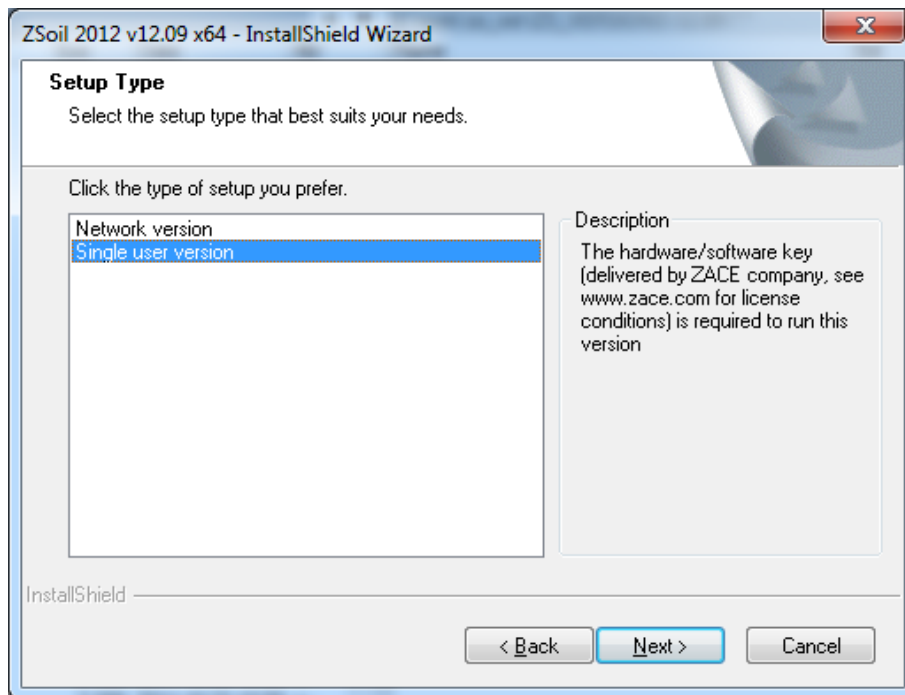 ZSoil 2012 v12.09 x64 - InstallShield Wizard
Setup Type
Select the setup type that best suits your needs.
Click the type of setup you prefer.
Network version
Single user version
Description
The hardware/software key
(delivered by ZACE company, see
www.zace.com for license
conditions) is required to run this
version
InstallShield
< Back
Next >
Cancel